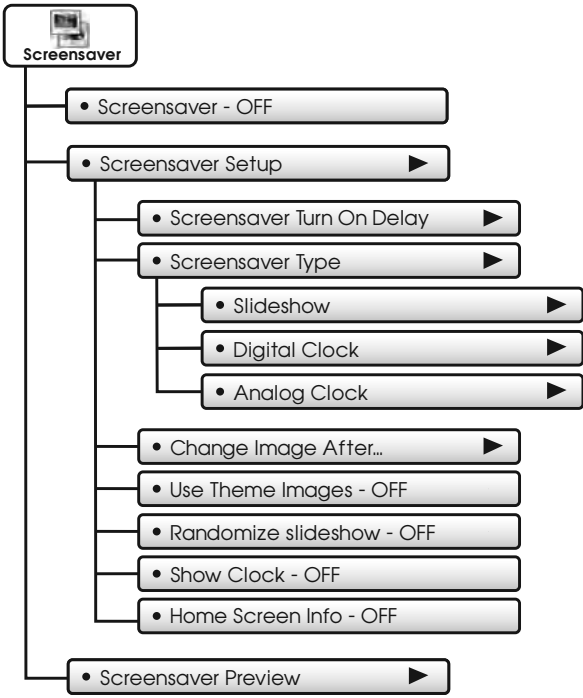 Screensaver
• Screensaver - OFF
• Screensaver Setup
• Screensaver Turn On Delay
• Screensaver Type
• Slideshow
• Digital Clock
• Analog Clock
• Change Image After...
• Use Theme Images - OFF
• Randomize slideshow - OFF
• Show Clock - OFF
• Home Screen Info - OFF
• Screensaver Preview